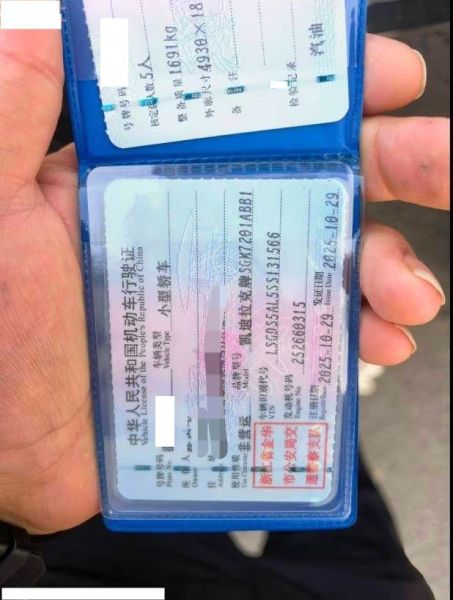 号牌号码
核定载人数 5人
整备质量 1691kg
外廓尺寸 4930×18
备 注
检验记录
汽油
中华人民共和国机动车行驶证
Vehicle License of the People's Republic of China
号牌号码
Plate No.
车辆类型 小型轿车
Vehicle Type
所 有 人
Owner
住
Address
使用性质 非营运
Use Character
品牌型号 凯迪拉克牌SGM7201ABB1
Model
浙江省金华
市公安局交
通警察支队
车辆识别代号 LSGDS5AL5SS131566
VIN
发动机号码 252660315
Engine No.
注册日期 2025-10-29
Register Date
发证日期 2025-10-29
Issue Date